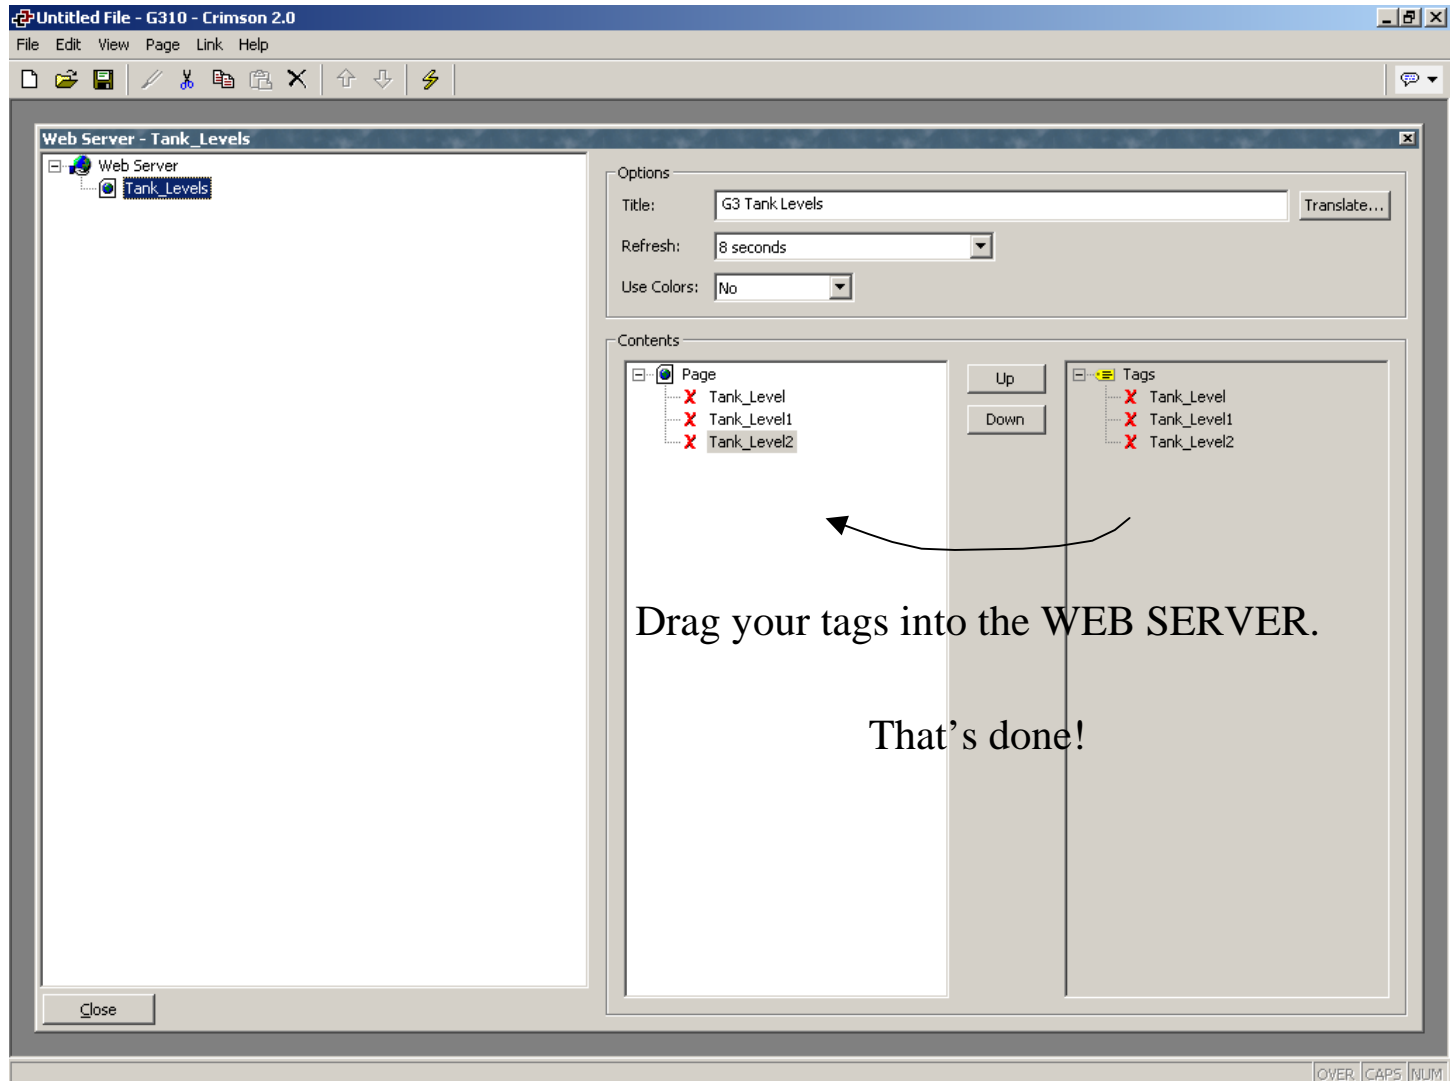 Untitled File - G310 - Crimson 2.0
File Edit View Page Link Help
Web Server - Tank_Levels
Web Server
Tank_Levels
Options
Title: G3 Tank Levels Translate...
Refresh: 8 seconds
Use Colors: No
Contents
Page
Tank_Level
Tank_Level1
Tank_Level2
Up
Down
Tags
Tank_Level
Tank_Level1
Tank_Level2
Drag your tags into the WEB SERVER.
That's done!
Close
OVER CAPS NUM